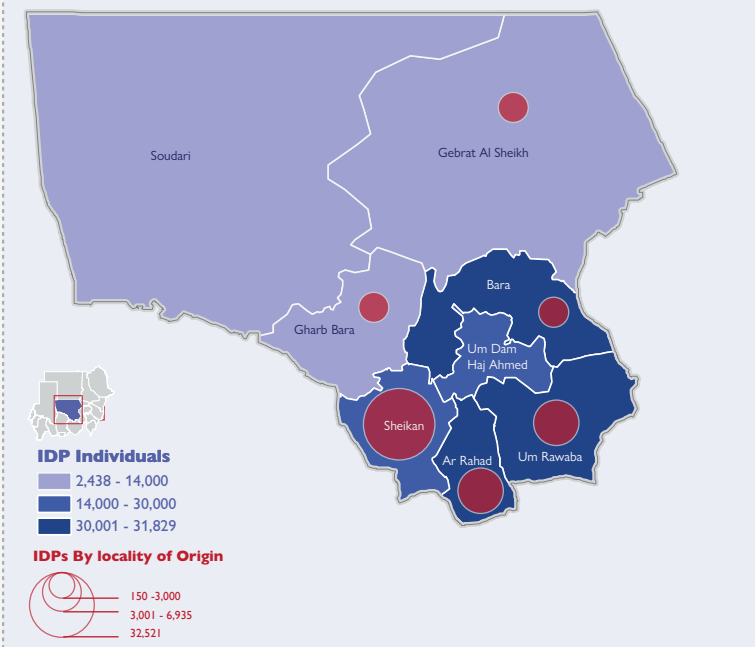 Soudari
Gebrat Al Sheikh
Bara
Gharb Bara
Um Dam
Haj Ahmed
Sheikan
Ar Rahad
Um Rawaba
IDP Individuals
2,438 - 14,000
14,000 - 30,000
30,001 - 31,829
IDPs By locality of Origin
150 -3,000
3,001 - 6,935
32,521